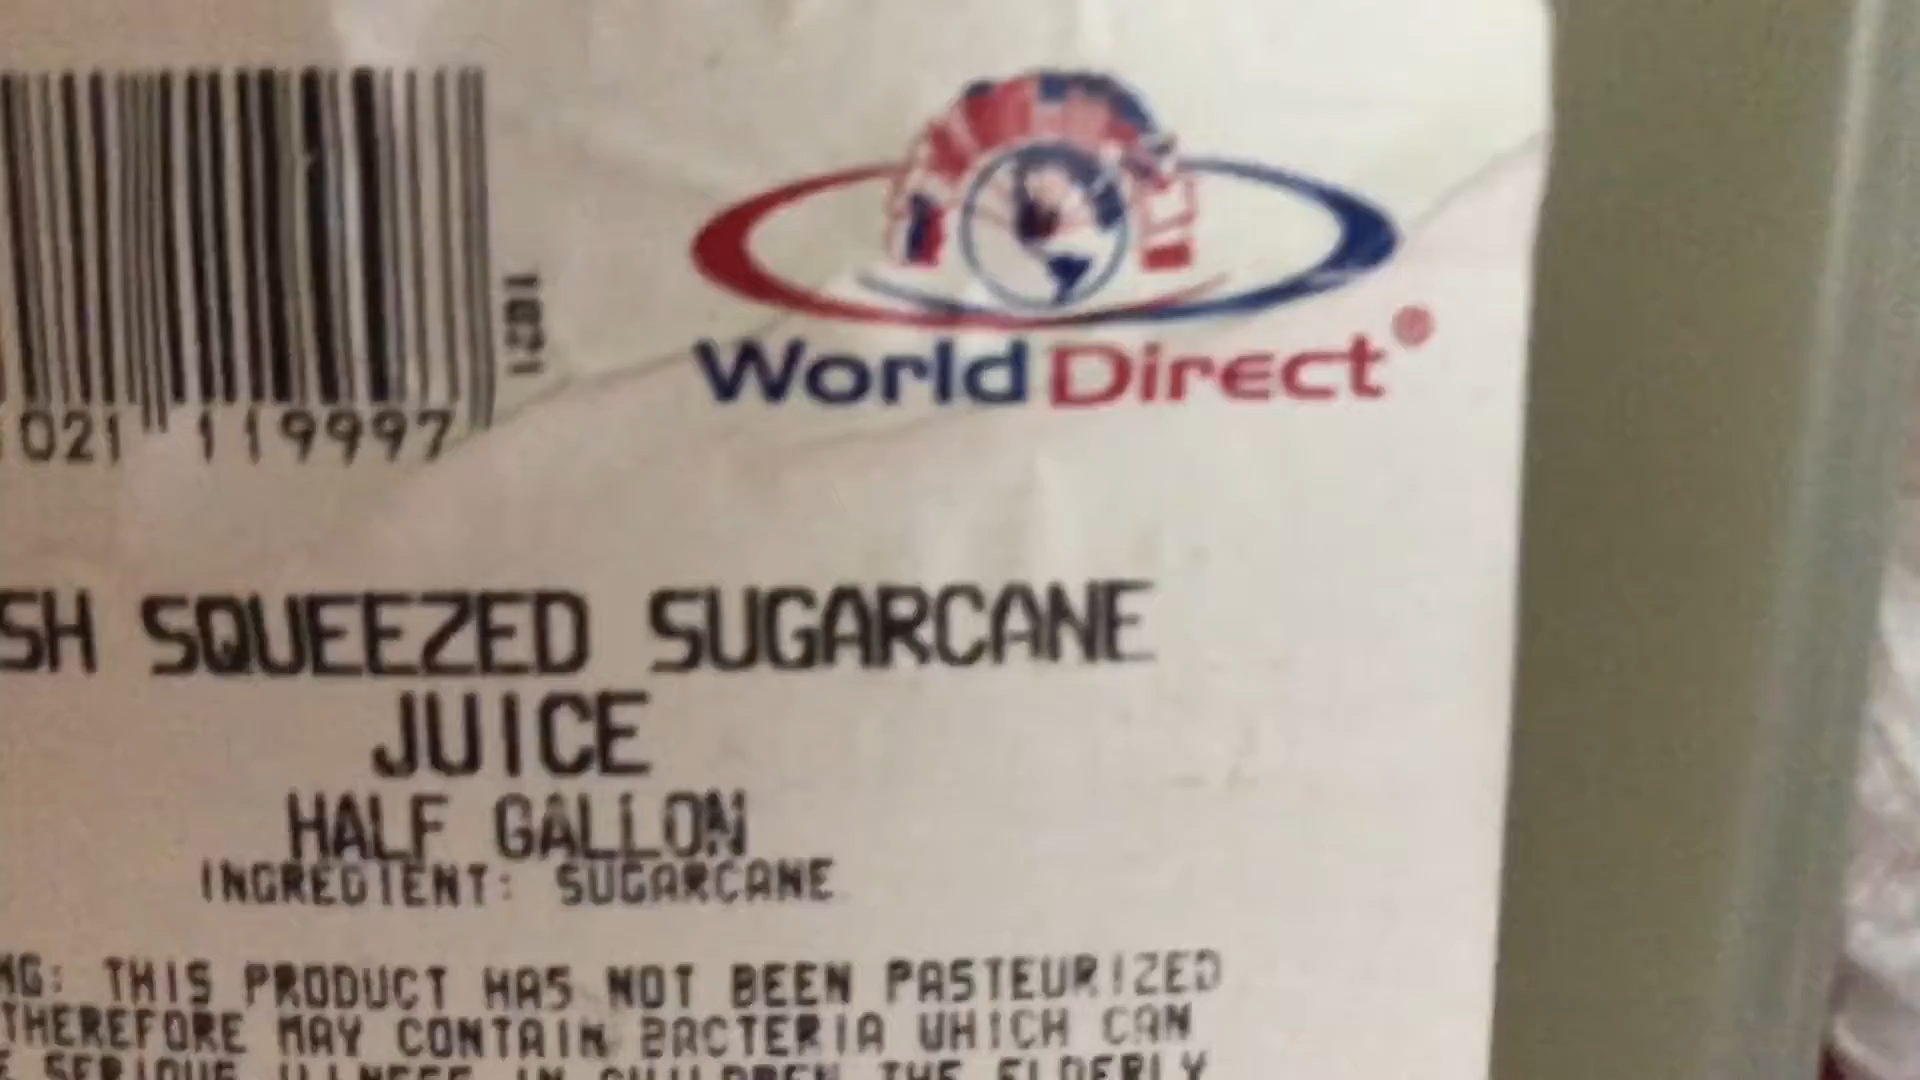 World Direct®
1021
021 119997
SH SQUEEZED SUGARCANE
JUICE
HALF GALLON
INGREDIENT: SUGARCANE
NG: THIS PRODUCT HAS NOT BEEN PASTEURIZED
THEREFORE MAY CONTAIN BACTERIA WHICH CAN
SERIOUS ILLNESS IN CHILDREN THE ELDERLY